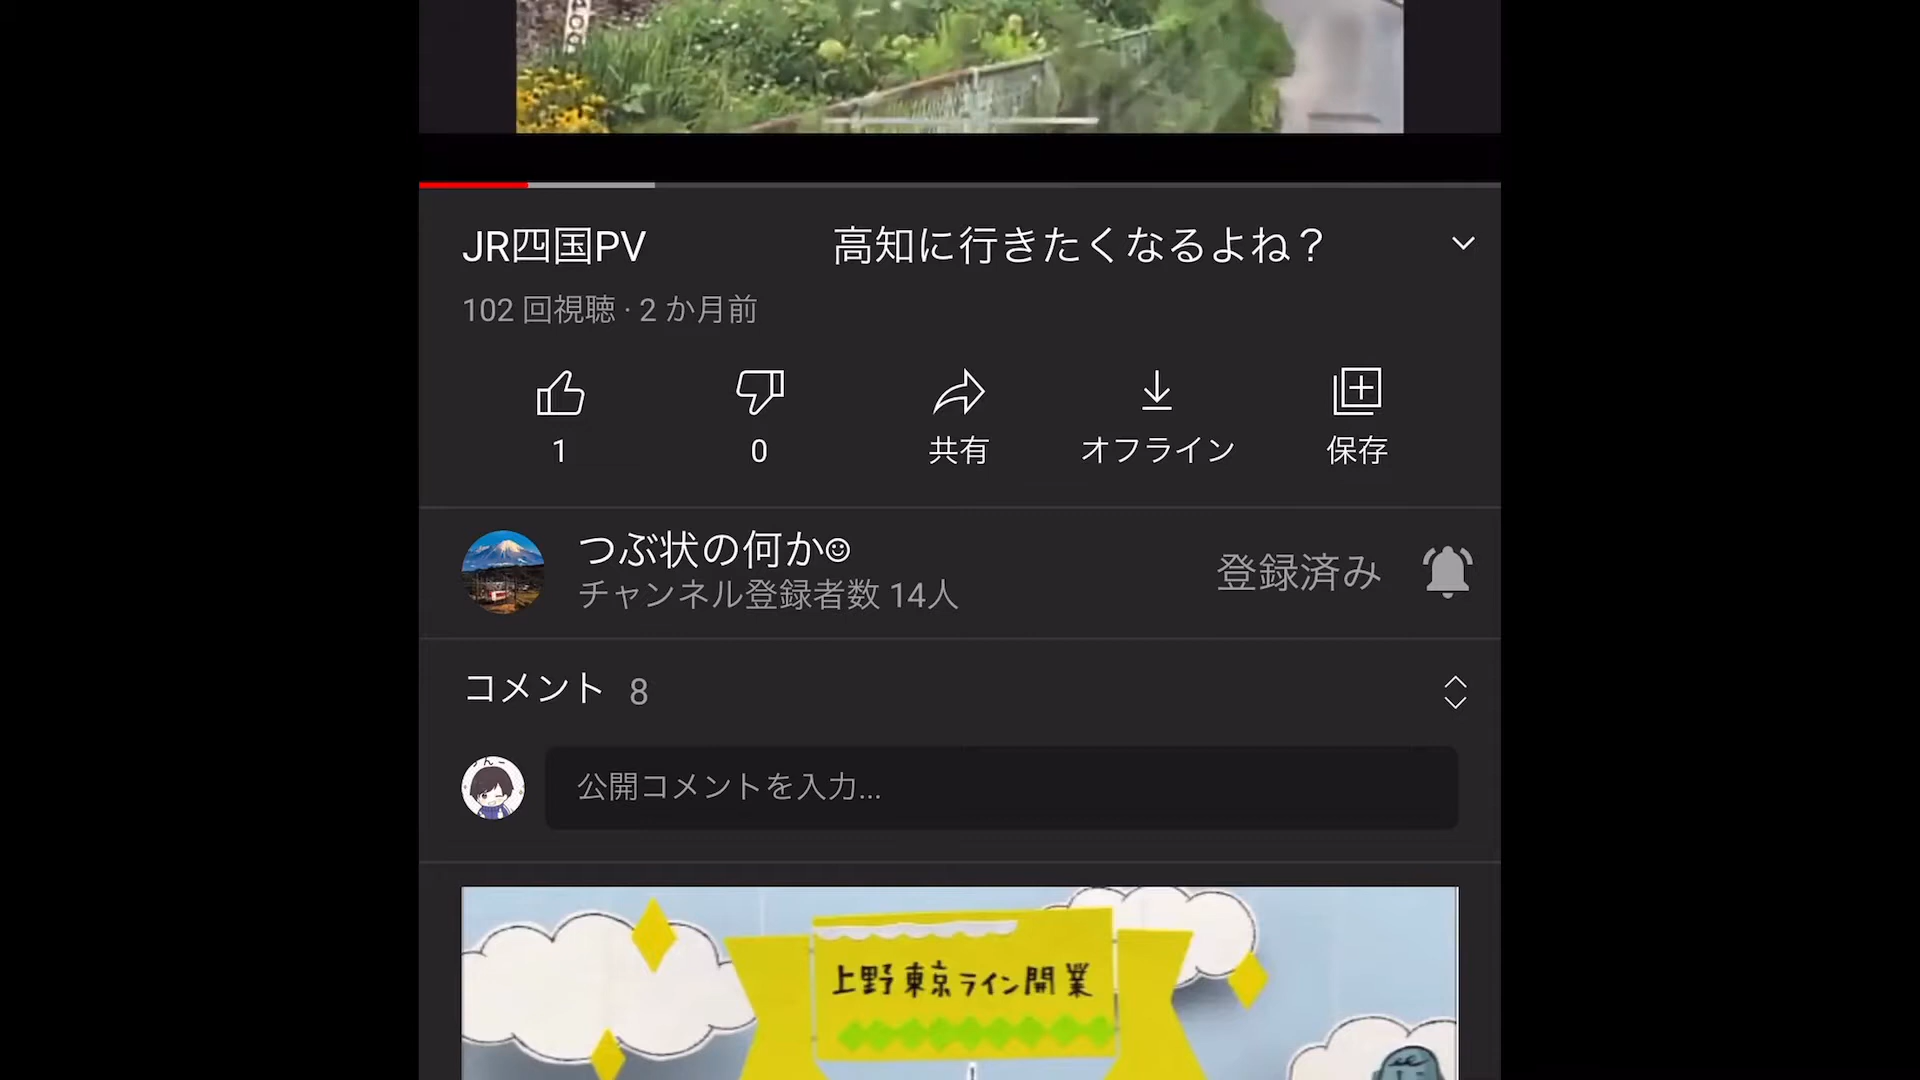 JR四国PV 高知に行きたくなるよね？
102 回視聴 · 2 か月前
1
0
共有
オフライン
保存
つぶ状の何か☺
チャンネル登録者数 14人
登録済み
コメント 8
公開コメントを入力...
上野東京ライン開業